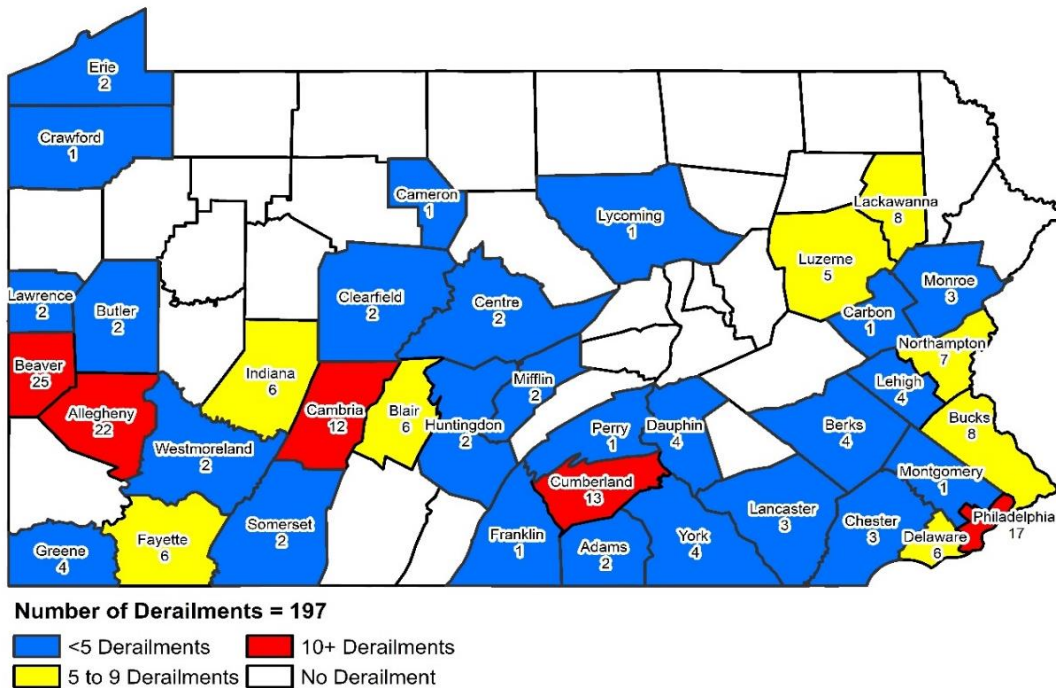 Erie
2
Crawford
1
Cameron
1
Lycoming
1
Lackawanna
8
Luzerne
5
Monroe
3
Lawrence
2
Butler
2
Clearfield
2
Centre
2
Carbon
1
Northampton
7
Beaver
25
Indiana
6
Mifflin
2
Lehigh
4
Allegheny
22
Cambria
12
Blair
6
Huntingdon
2
Bucks
8
Westmoreland
2
Perry
1
Dauphin
4
Berks
4
Cumberland
13
Montgomery
1
Lancaster
3
Philadelphia
17
Greene
4
Fayette
6
Somerset
2
Franklin
1
Adams
2
York
4
Chester
3
Delaware
6
Number of Derailments = 197
<5 Derailments
10+ Derailments
5 to 9 Derailments
No Derailment